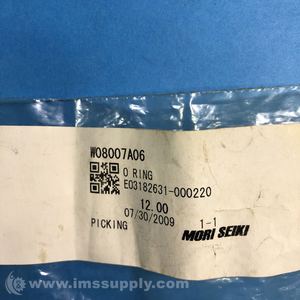 W08007A06
O RING
E03182631-000220
12.00
07/30/2009
PICKING
1-1
MORI SEIKI
© www.imssupply.com